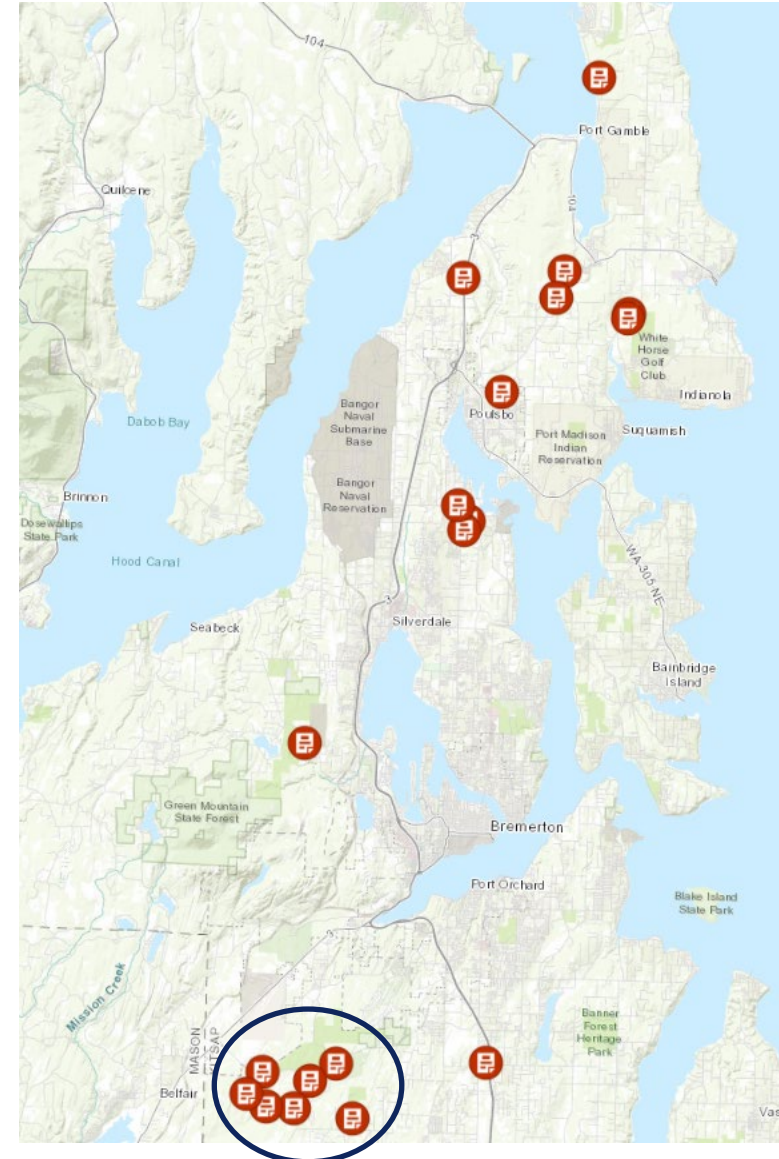 104
Port Gamble
Quilcene
3
104
White
Horse
Golf
Club
Indianola
Poulsbo
Bangor
Naval
Submarine
Base
Dabob Bay
Port Madison
Indian
Reservation
Suquamish
Bangor
Naval
Reservation
Brinnon
Dosewallips
State Park
Hood Canal
WA-305 NE
3
Seabeck
Silverdale
Bainbridge
Island
Green Mountain
State Forest
Bremerton
Port Orchard
Blake Island
State Park
3
Mission Creek
Banner
Forest
Heritage
Park
MASON
KITSAP
Belfair
Vas